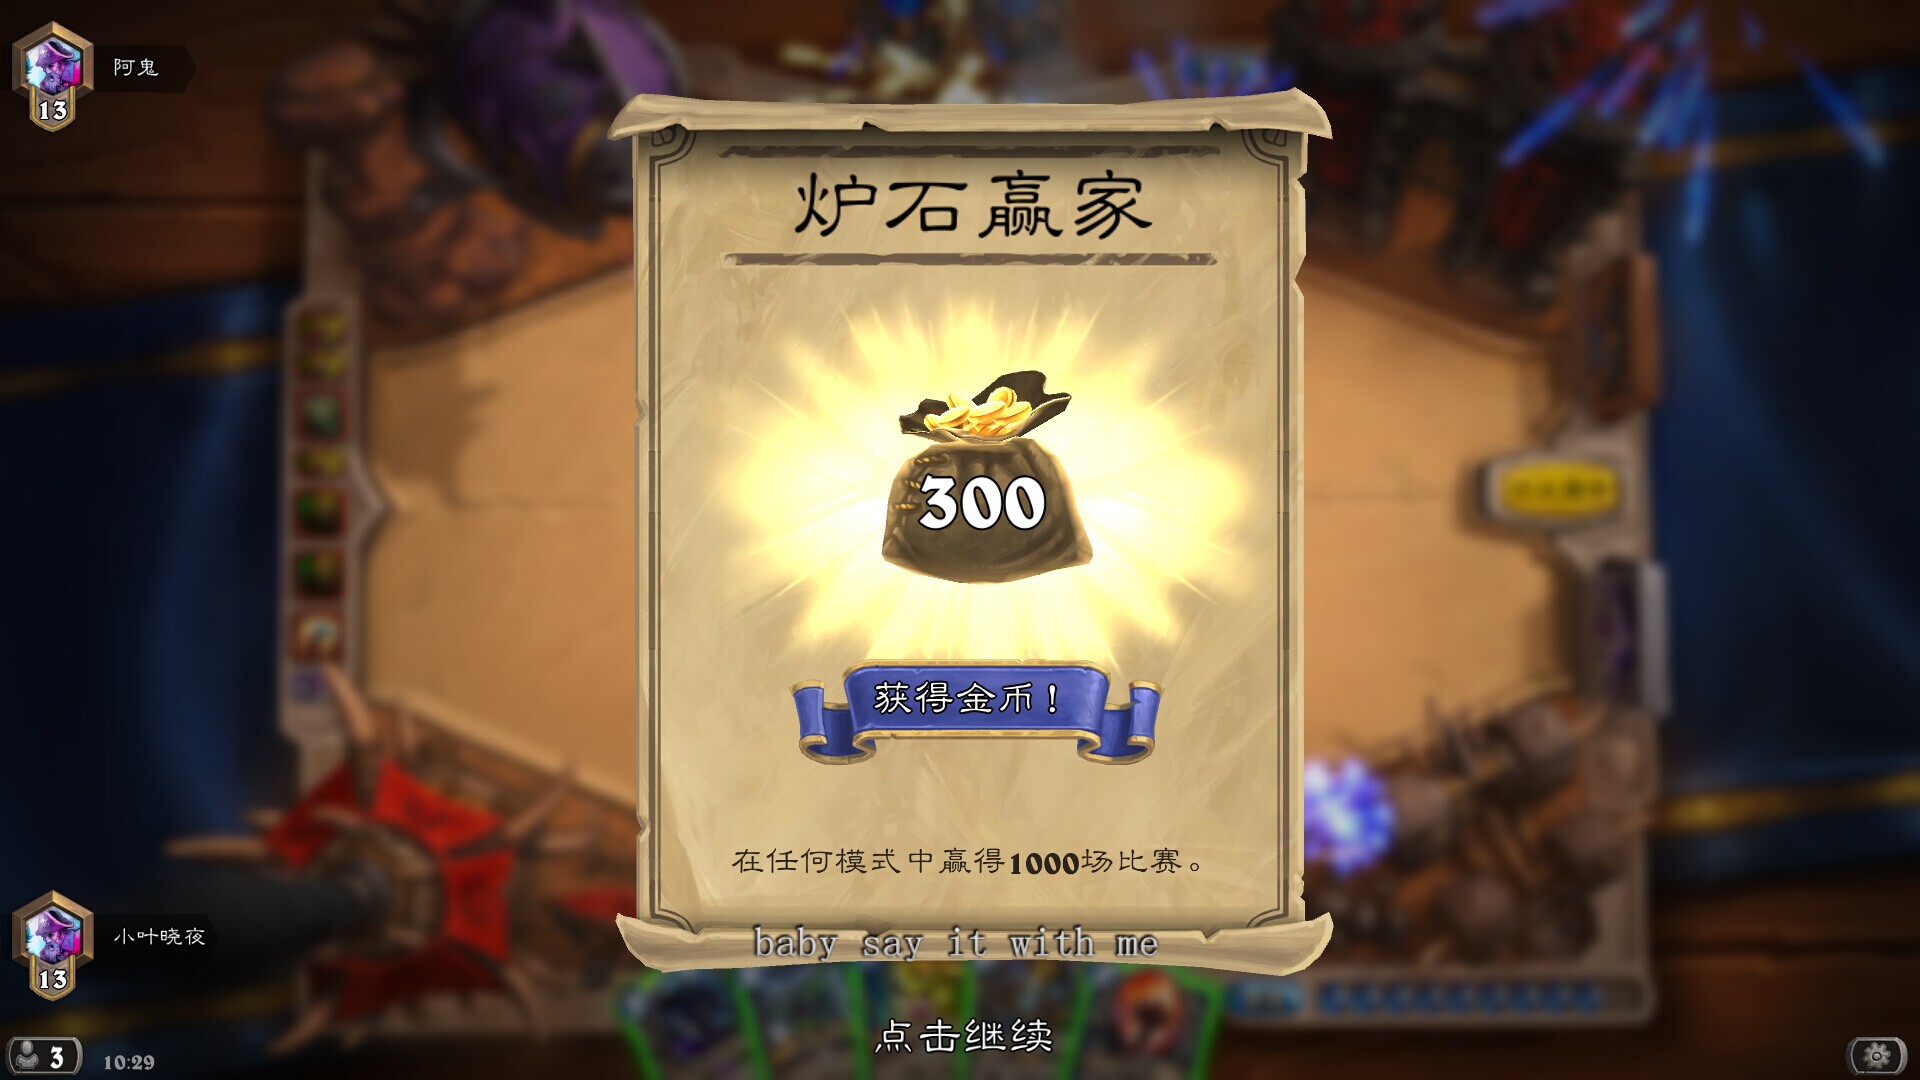 阿鬼
13
炉石赢家
300
获得金币！
在任何模式中赢得1000场比赛。
小叶晓夜
baby say it with me
13
点击继续
3
10:29